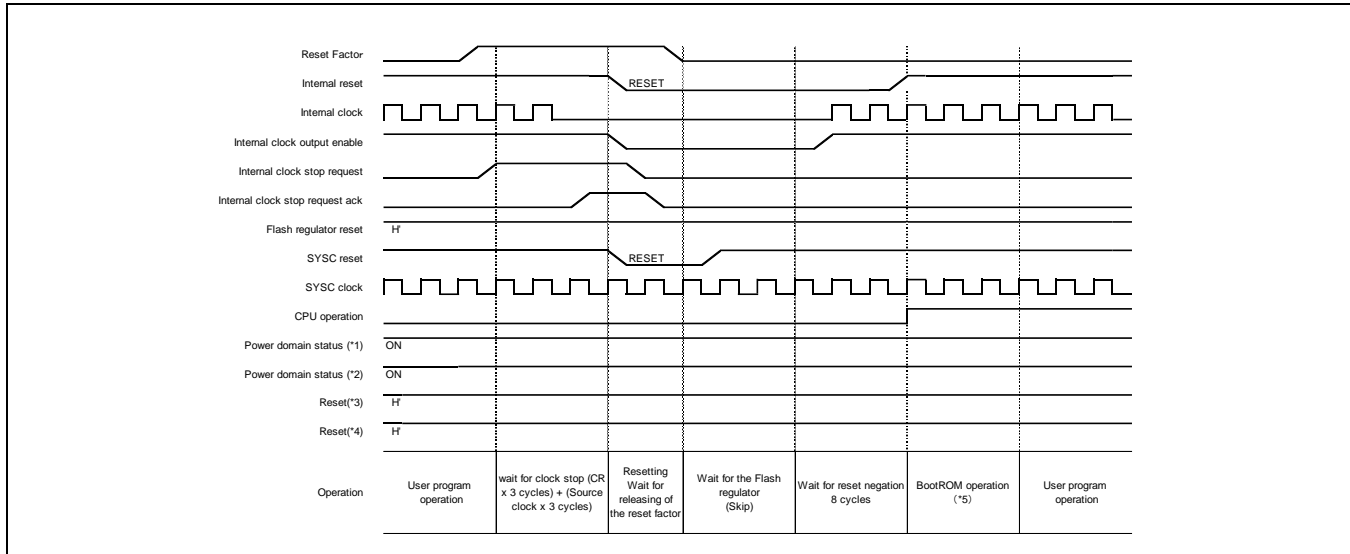 Reset Factor
Internal reset
RESET
Internal clock
Internal clock output enable
Internal clock stop request
Internal clock stop request ack
Flash regulator reset
H'
SYSC reset
RESET
SYSC clock
CPU operation
Power domain status (*1)
ON
Power domain status (*2)
ON
Reset(*3)
H'
Reset(*4)
H'
Operation
User program
operation
wait for clock stop (CR
x 3 cycles) + (Source
clock x 3 cycles)
Resetting
Wait for
releasing of
the reset factor
Wait for the Flash
regulator
(Skip)
Wait for reset negation
8 cycles
BootROM operation
(*5)
User program
operation